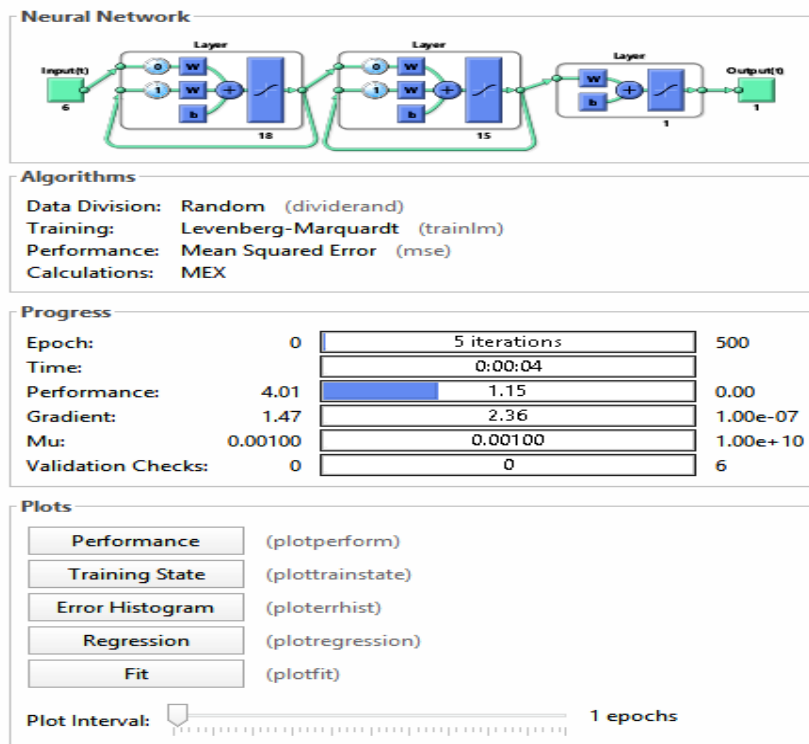 Neural Network
Layer Layer Layer
Input(t) 0 W 0 W W Output(t)
1 W + 1 W + b +
6 b b 1
18 15 1
Algorithms
Data Division: Random (dividerand)
Training: Levenberg-Marquardt (trainlm)
Performance: Mean Squared Error (mse)
Calculations: MEX
Progress
Epoch: 0 5 iterations 500
Time: 0:00:04
Performance: 4.01 1.15 0.00
Gradient: 1.47 2.36 1.00e-07
Mu: 0.00100 0.00100 1.00e+10
Validation Checks: 0 0 6
Plots
Performance (plotperform)
Training State (plottrainstate)
Error Histogram (ploterrhist)
Regression (plotregression)
Fit (plotfit)
Plot Interval: 1 epochs